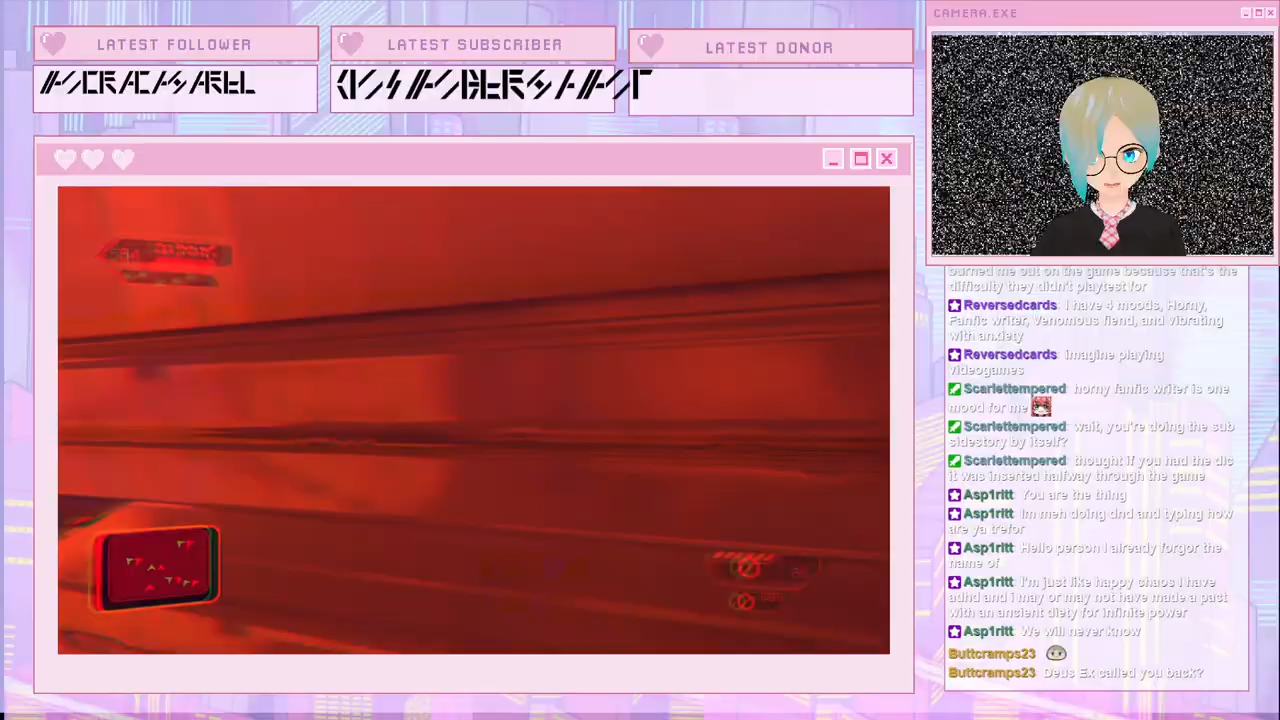 CAMERA.EXE
LATEST FOLLOWER
LATEST SUBSCRIBER
LATEST DONOR
burned me out on the game because that's the
difficulty they didn't playtest for
Reversedcards I have 4 moods, Horny,
Fanfic writer, Venomous fiend, and vibrating
with anxiety
Reversedcards Imagine playing
videogames
Scarlettempered horny fanfic writer is one
mood for me
Scarlettempered wait, you're doing the sub
sidestory by itself?
Scarlettempered thought if you had the dlc
it was inserted halfway through the game
Asp1ritt You are the thing
Asp1ritt Im meh doing dnd and typing how
are ya trefor
Asp1ritt Hello person I already forgor the
name of
Asp1ritt I'm just like happy chaos I have
adhd and i may or may not have made a pact
with an ancient diety for infinite power
Asp1ritt We will never know
Buttcramps23
Buttcramps23 Deus Ex called you back?